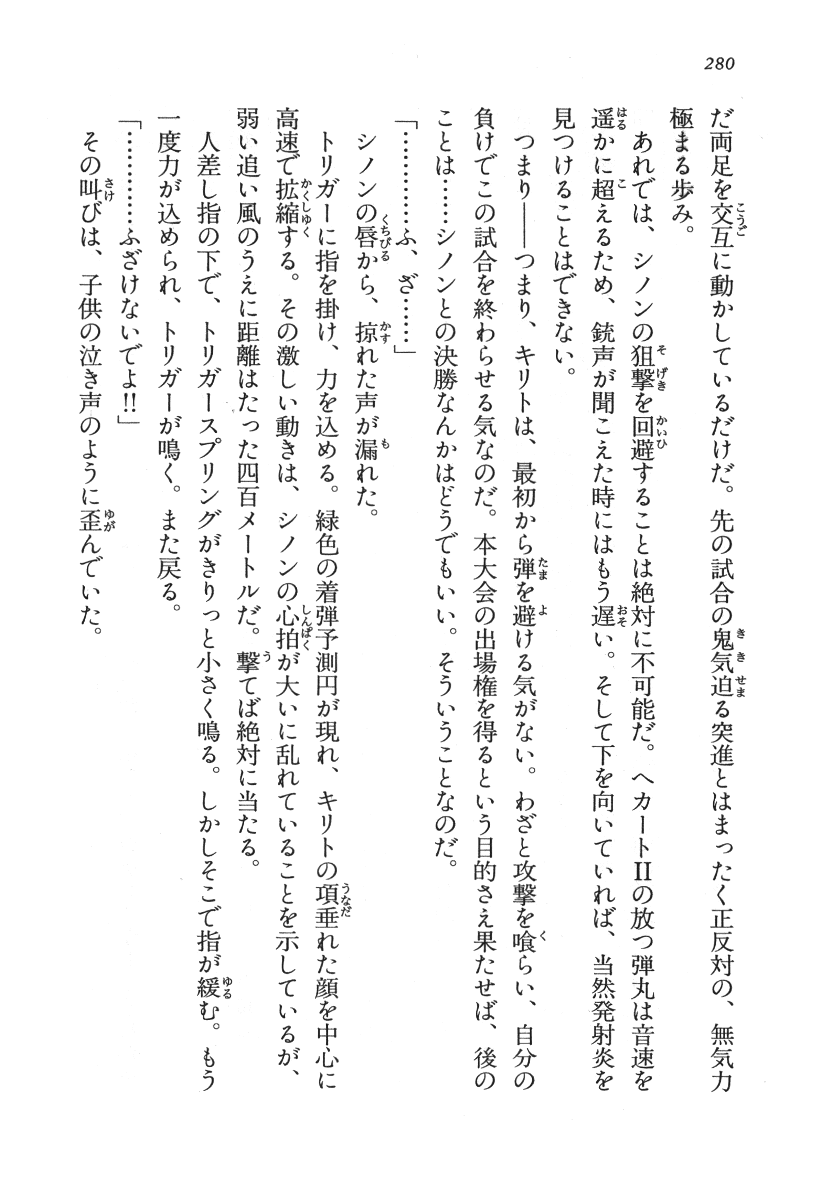 280
だ両足を交互に動かしているだけだ。先の試合の鬼気迫る突進とはまったく正反対の、無気力
極まる歩み。
　あれでは、シノンの狙撃を回避することは絶対に不可能だ。ヘカートIIの放つ弾丸は音速を
遥かに超えるため、銃声が聞こえた時にはもう遅い。そして下を向いていれば、当然発射炎を
見つけることはできない。
　つまり――つまり、キリトは、最初から弾を避ける気がない。わざと攻撃を喰らい、自分の
負けでこの試合を終わらせる気なのだ。本大会の出場権を得るという目的さえ果たせば、後の
ことは……シノンとの決勝なんかはどうでもいい。そういうことなのだ。
「…………ふ、ざ……」
　シノンの唇から、掠れた声が漏れた。
　トリガーに指を掛け、力を込める。緑色の着弾予測円が現れ、キリトの項垂れた顔を中心に
高速で拡縮する。その激しい動きは、シノンの心拍が大いに乱れていることを示しているが、
弱い追い風のうえに距離はたった四百メートルだ。撃てば絶対に当たる。
　人差し指の下で、トリガースプリングがきりっと小さく鳴る。しかしそこで指が緩む。もう
一度力が込められ、トリガーが鳴く。また戻る。
「…………ふざけないでよ!!」
　その叫びは、子供の泣き声のように歪んでいた。